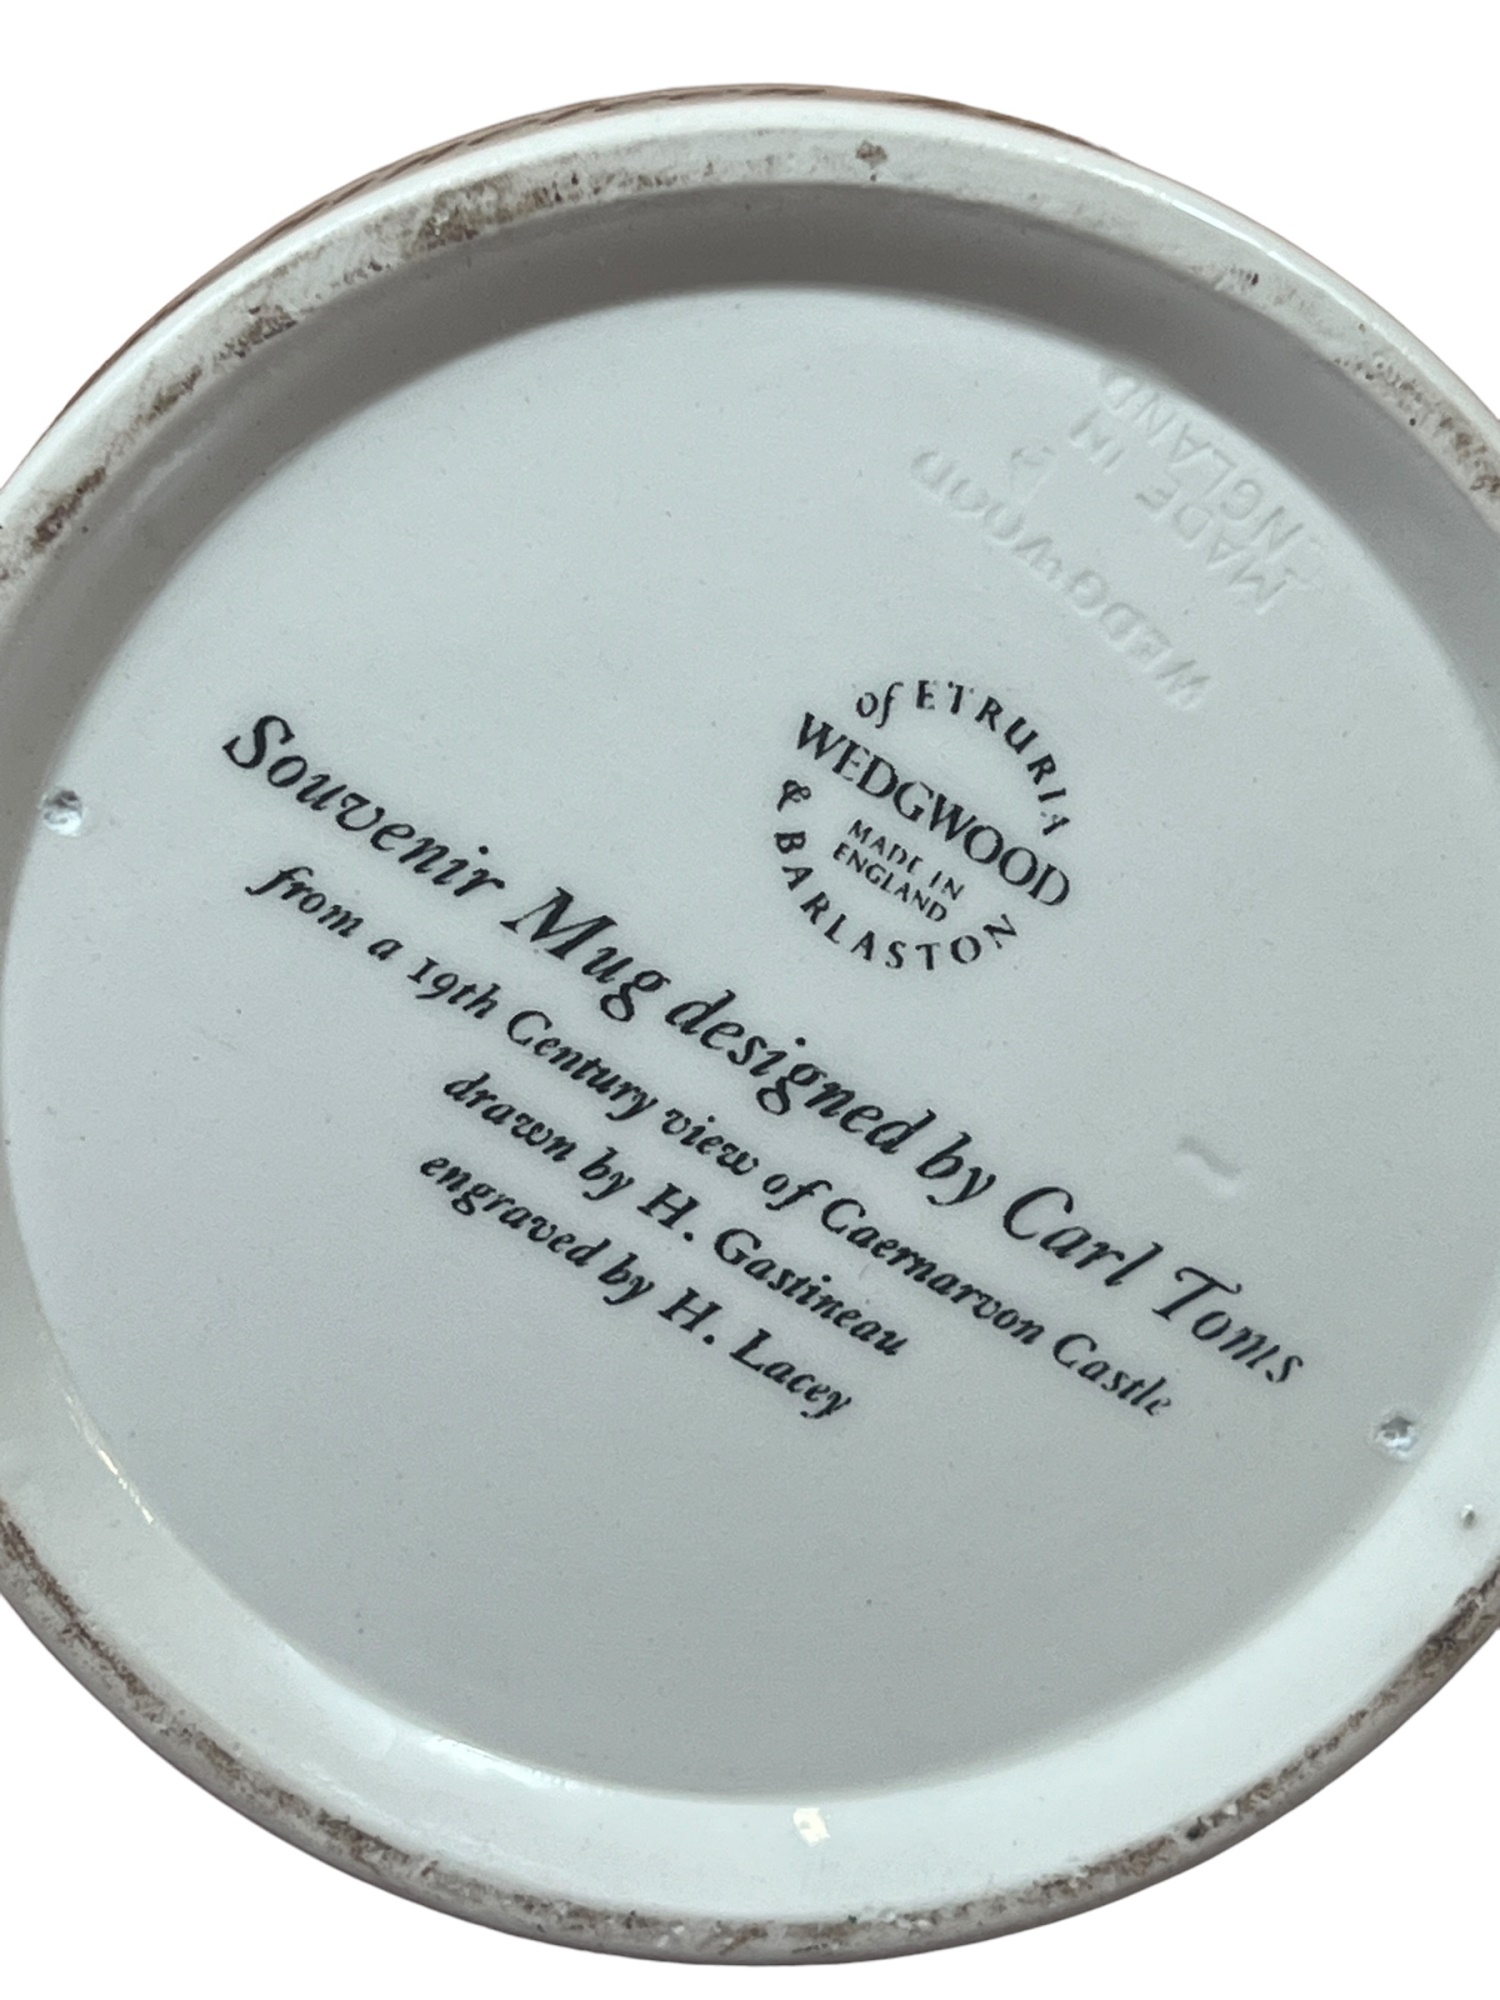 WEDGWOOD
MADE IN
ENGLAND
of ETRURIA
WEDGWOOD
MADE IN
ENGLAND
& BARLASTON
Souvenir Mug designed by Carl Toms
from a 19th Century view of Caernarvon Castle
drawn by H. Gastineau
engraved by H. Lacey